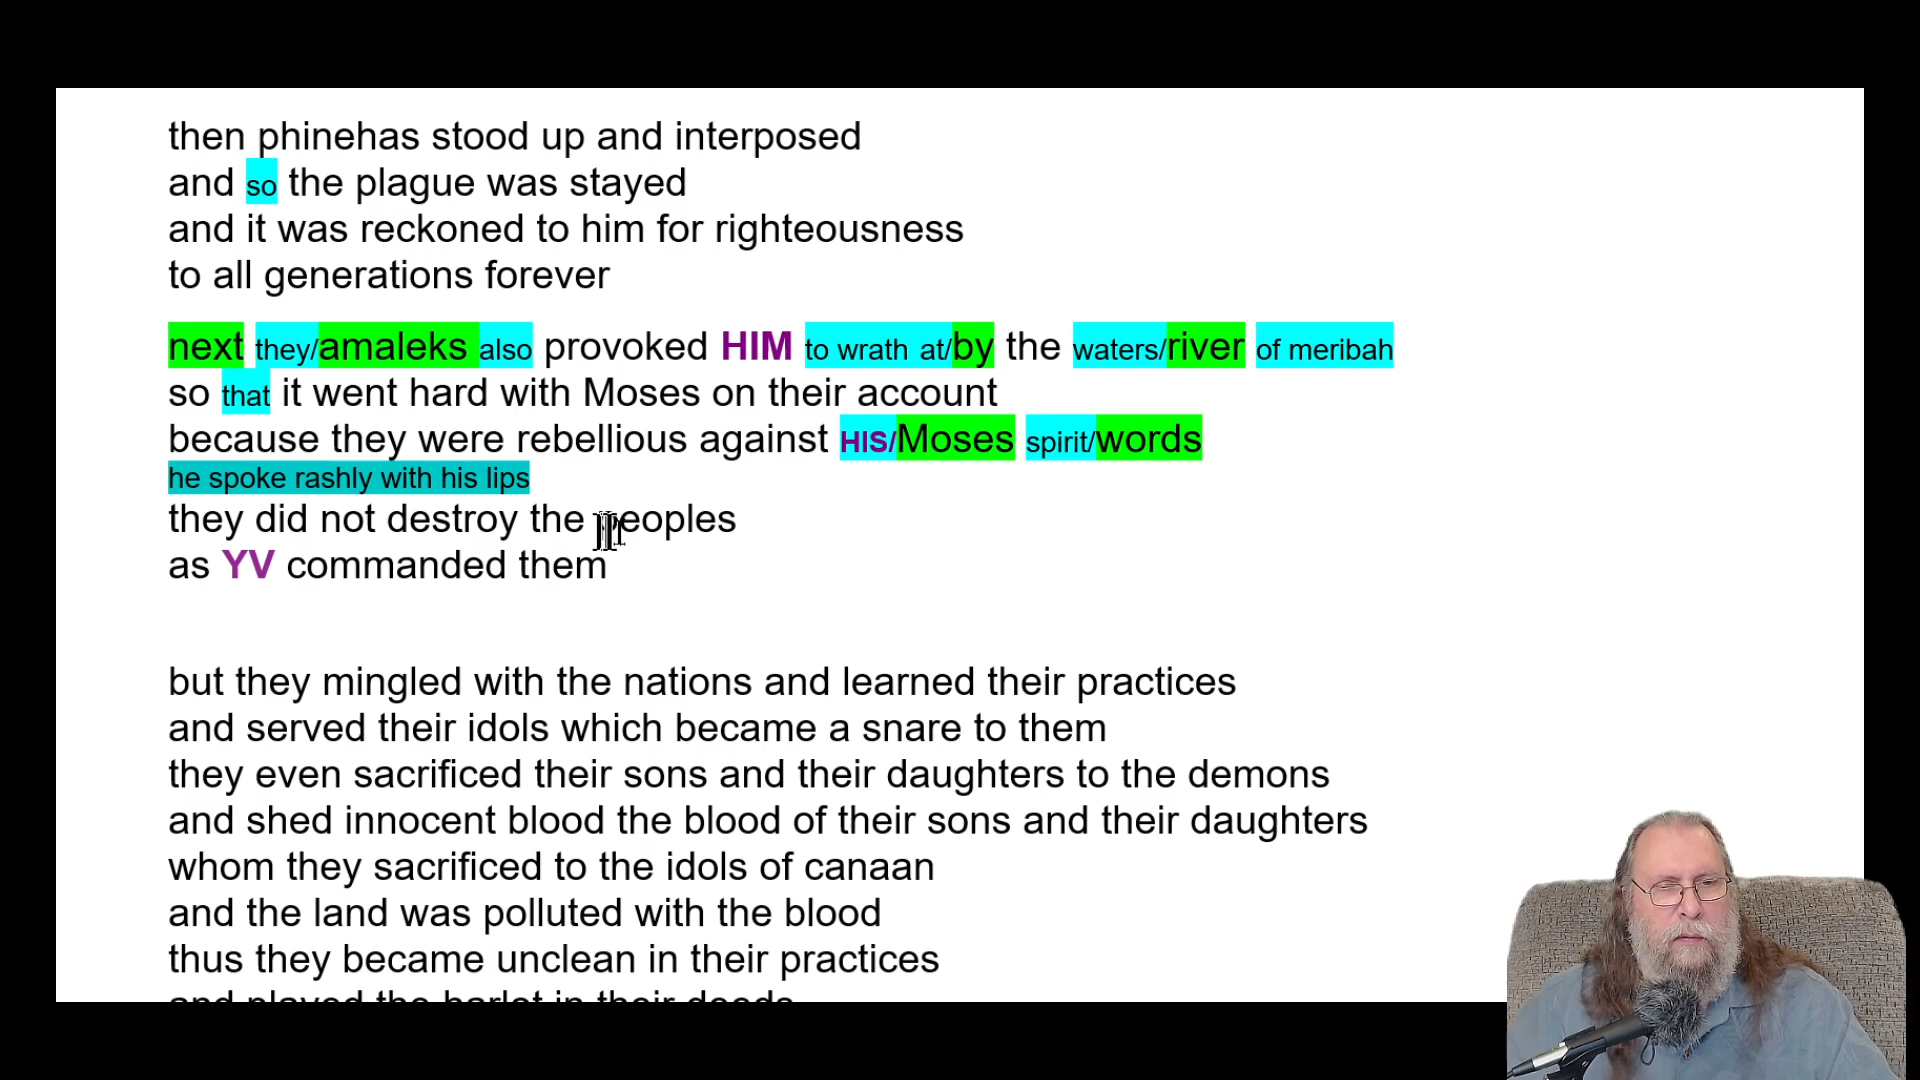 then phinehas stood up and interposed
and so the plague was stayed
and it was reckoned to him for righteousness
to all generations forever
next they/amaleks also provoked HIM to wrath at/by the waters/river of meribah
so that it went hard with Moses on their account
because they were rebellious against HIS/Moses spirit/words
he spoke rashly with his lips
they did not destroy the peoples
as YV commanded them
but they mingled with the nations and learned their practices
and served their idols which became a snare to them
they even sacrificed their sons and their daughters to the demons
and shed innocent blood the blood of their sons and their daughters
whom they sacrificed to the idols of canaan
and the land was polluted with the blood
thus they became unclean in their practices
and played the harlot in their deeds